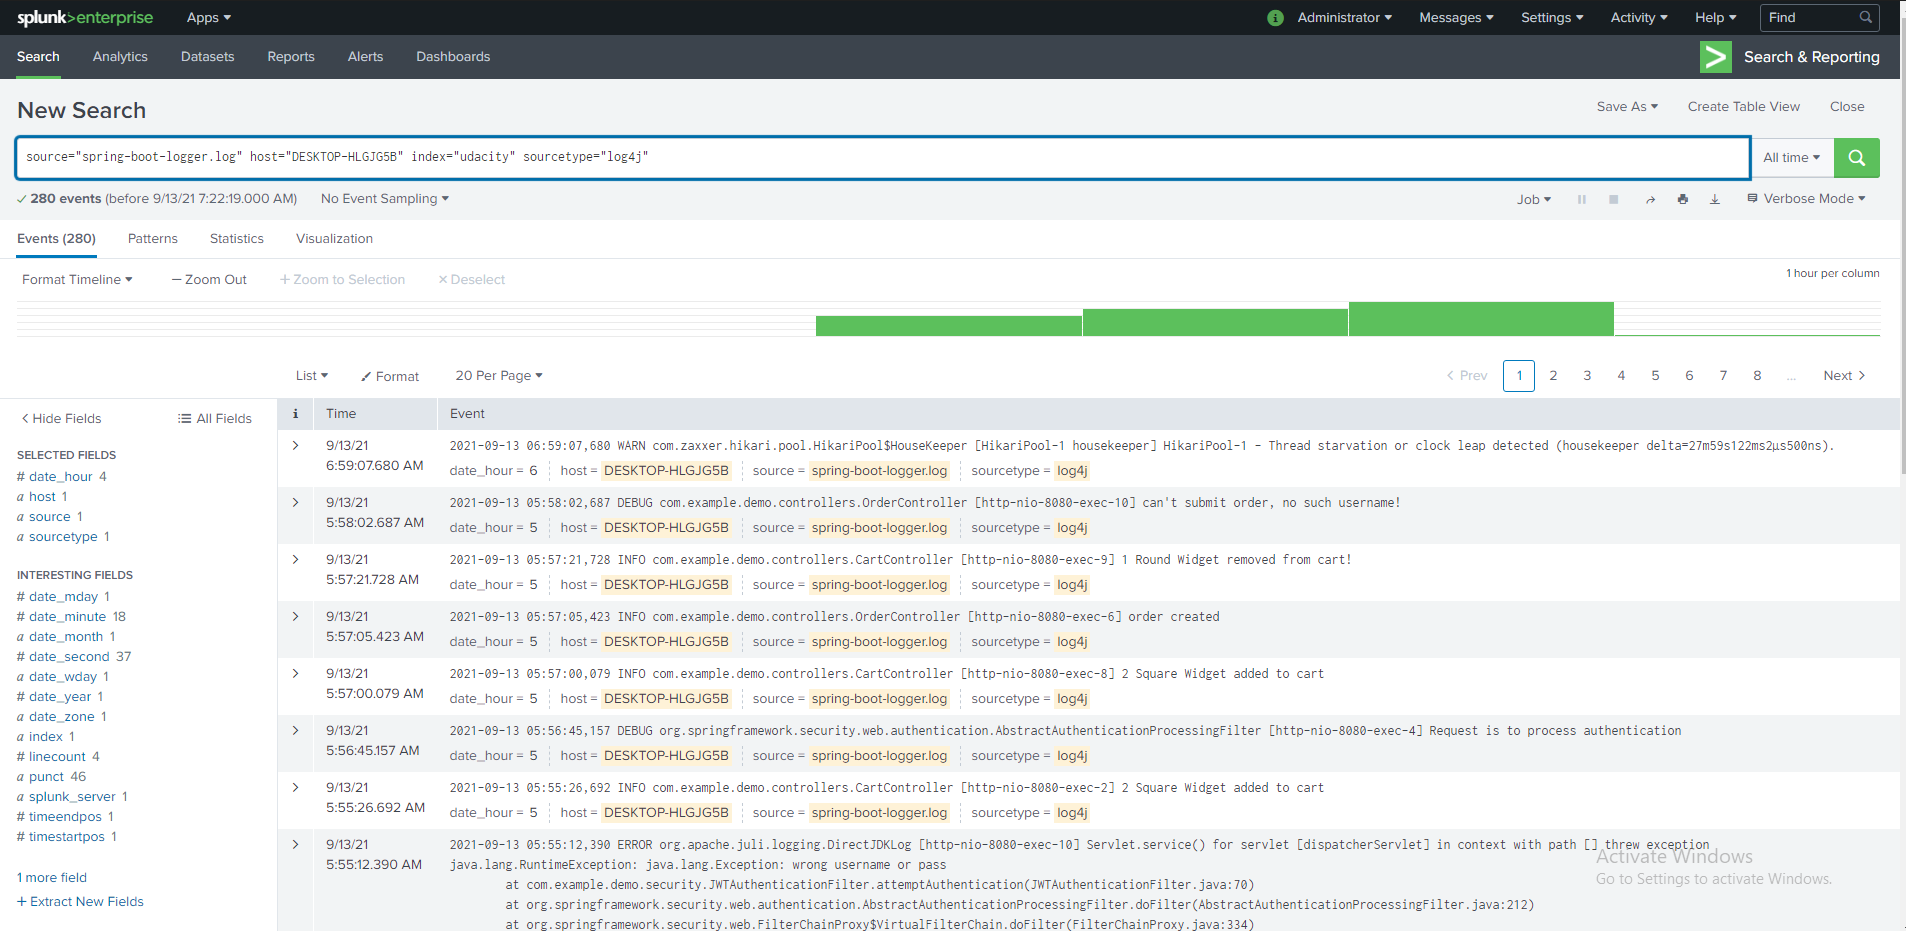 splunk>enterprise Apps Administrator Messages Settings Activity Help Find
Search Analytics Datasets Reports Alerts Dashboards Search & Reporting
New Search Save As Create Table View Close
source="spring-boot-logger.log" host="DESKTOP-HLGJG5B" index="udacity" sourcetype="log4j" All time
280 events (before 9/13/21 7:22:19.000 AM) No Event Sampling Job Verbose Mode
Events (280) Patterns Statistics Visualization
Format Timeline — Zoom Out + Zoom to Selection × Deselect 1 hour per column
List Format 20 Per Page < Prev 1 2 3 4 5 6 7 8 ... Next >
< Hide Fields All Fields
SELECTED FIELDS
# date_hour 4
a host 1
a source 1
a sourcetype 1
INTERESTING FIELDS
# date_mday 1
# date_minute 18
a date_month 1
# date_second 37
a date_wday 1
# date_year 1
a date_zone 1
a index 1
# linecount 4
a punct 46
a splunk_server 1
# timeendpos 1
# timestartpos 1
1 more field
+ Extract New Fields
i Time Event
> 9/13/21 2021-09-13 06:59:07,680 WARN com.zaxxer.hikari.pool.HikariPool$HouseKeeper [HikariPool-1 housekeeper] HikariPool-1 - Thread starvation or clock leap detected (housekeeper delta=27m59s122ms2µs500ns).
6:59:07.680 AM date_hour = 6 host = DESKTOP-HLGJG5B source = spring-boot-logger.log sourcetype = log4j
> 9/13/21 2021-09-13 05:58:02,687 DEBUG com.example.demo.controllers.OrderController [http-nio-8080-exec-10] can't submit order, no such username!
5:58:02.687 AM date_hour = 5 host = DESKTOP-HLGJG5B source = spring-boot-logger.log sourcetype = log4j
> 9/13/21 2021-09-13 05:57:21,728 INFO com.example.demo.controllers.CartController [http-nio-8080-exec-9] 1 Round Widget removed from cart!
5:57:21.728 AM date_hour = 5 host = DESKTOP-HLGJG5B source = spring-boot-logger.log sourcetype = log4j
> 9/13/21 2021-09-13 05:57:05,423 INFO com.example.demo.controllers.OrderController [http-nio-8080-exec-6] order created
5:57:05.423 AM date_hour = 5 host = DESKTOP-HLGJG5B source = spring-boot-logger.log sourcetype = log4j
> 9/13/21 2021-09-13 05:57:00,079 INFO com.example.demo.controllers.CartController [http-nio-8080-exec-8] 2 Square Widget added to cart
5:57:00.079 AM date_hour = 5 host = DESKTOP-HLGJG5B source = spring-boot-logger.log sourcetype = log4j
> 9/13/21 2021-09-13 05:56:45,157 DEBUG org.springframework.security.web.authentication.AbstractAuthenticationProcessingFilter [http-nio-8080-exec-4] Request is to process authentication
5:56:45.157 AM date_hour = 5 host = DESKTOP-HLGJG5B source = spring-boot-logger.log sourcetype = log4j
> 9/13/21 2021-09-13 05:55:26,692 INFO com.example.demo.controllers.CartController [http-nio-8080-exec-2] 2 Square Widget added to cart
5:55:26.692 AM date_hour = 5 host = DESKTOP-HLGJG5B source = spring-boot-logger.log sourcetype = log4j
> 9/13/21 2021-09-13 05:55:12,390 ERROR org.apache.juli.logging.DirectJDKLog [http-nio-8080-exec-10] Servlet.service() for servlet [dispatcherServlet] in context with path [] threw exception
5:55:12.390 AM java.lang.RuntimeException: java.lang.Exception: wrong username or pass
at com.example.demo.security.JWTAuthenticationFilter.attemptAuthentication(JWTAuthenticationFilter.java:70)
at org.springframework.security.web.authentication.AbstractAuthenticationProcessingFilter.doFilter(AbstractAuthenticationProcessingFilter.java:212)
at org.springframework.security.web.FilterChainProxy$VirtualFilterChain.doFilter(FilterChainProxy.java:334)
Activate Windows
Go to Settings to activate Windows.